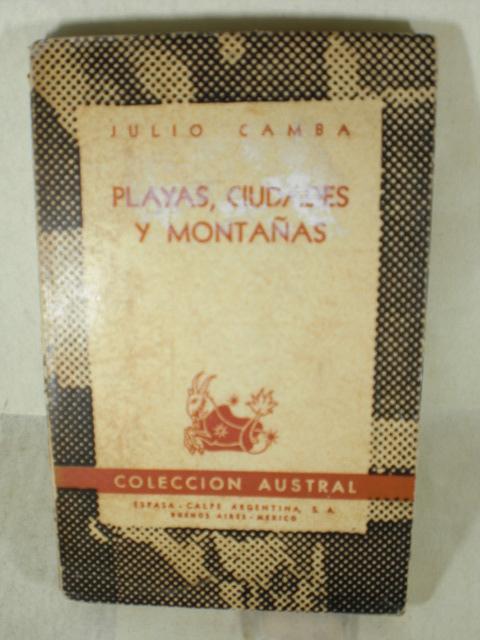 JULIO CAMBA
PLAYAS, CIUDADES
Y MONTAÑAS
COLECCION AUSTRAL
ESPASA - CALPE ARGENTINA, S. A.
BUENOS AIRES - MEXICO